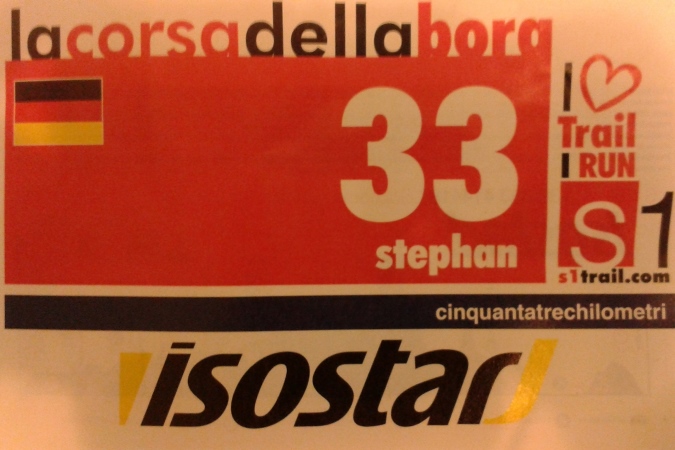 lacorsadellabora
33
stephan
I
Trail
I RUN
S1
s1trail.com
cinquantatrechilometri
isostar